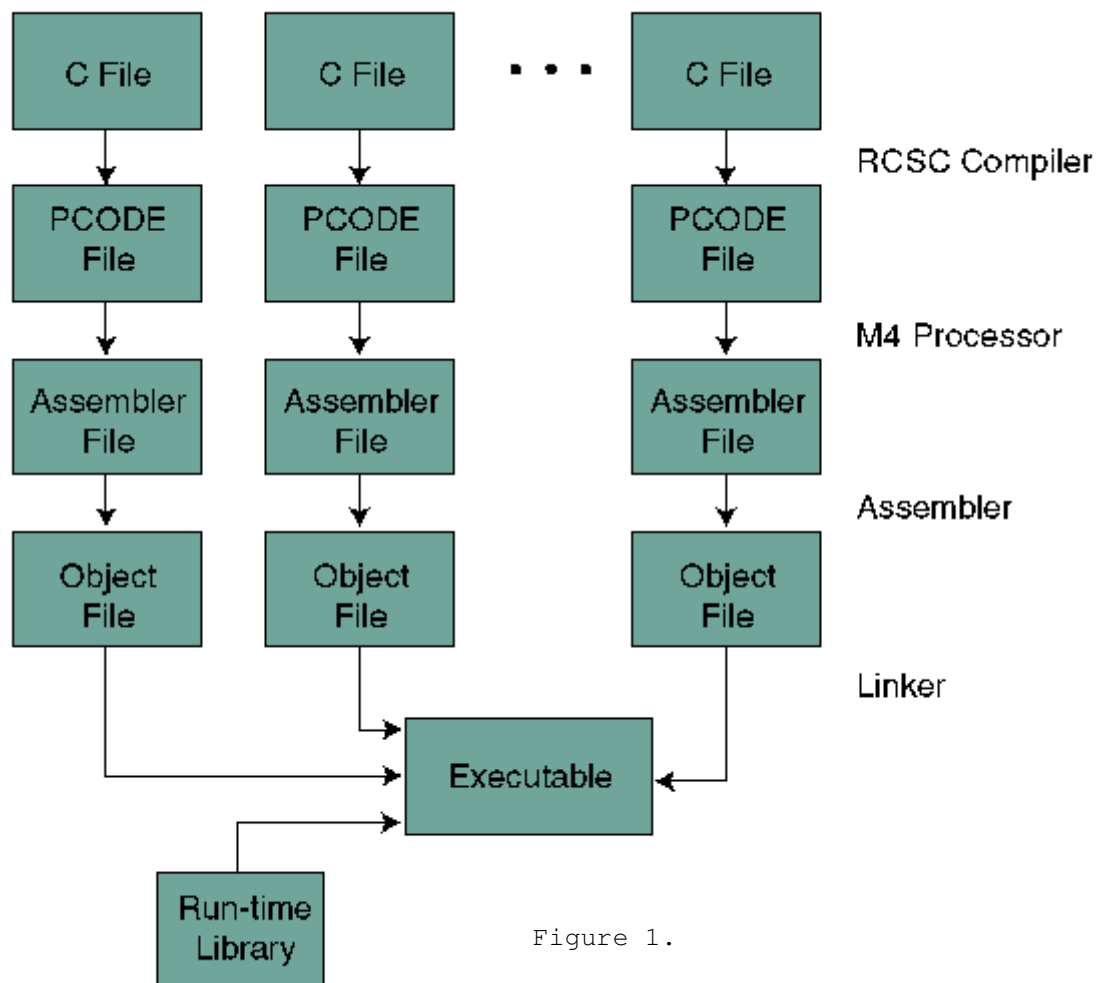 C File
C File
• • •
C File
RCSC Compiler
PCODE
File
PCODE
File
PCODE
File
M4 Processor
Assembler
File
Assembler
File
Assembler
File
Assembler
Object
File
Object
File
Object
File
Linker
Executable
Run-time
Library
Figure 1.